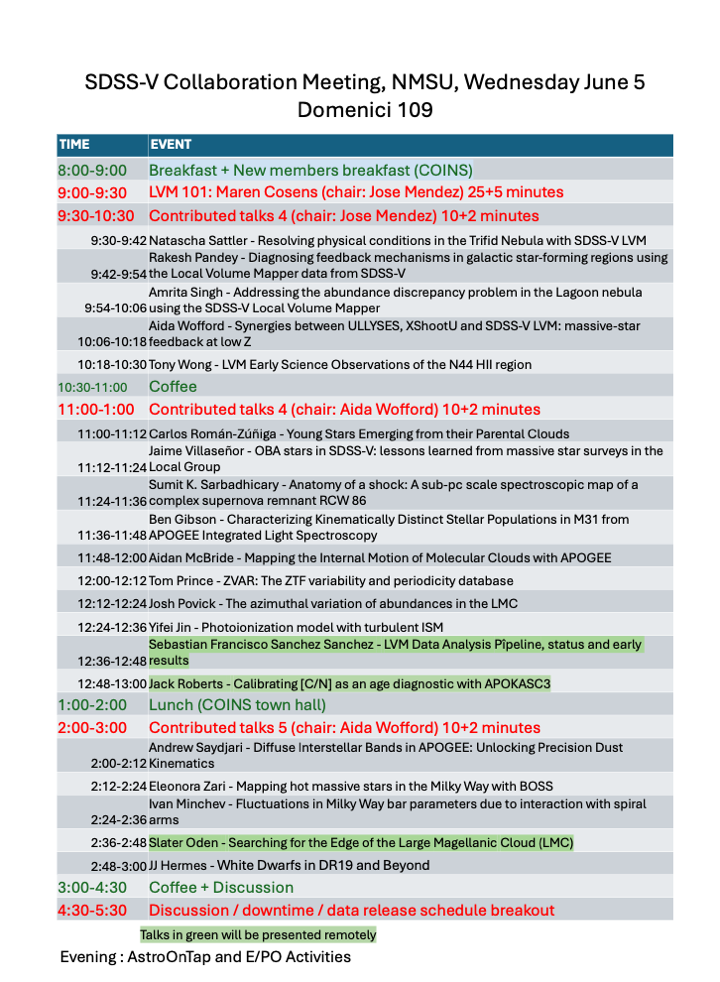 SDSS-V Collaboration Meeting, NMSU, Wednesday June 5
Domenici 109
TIME EVENT
8:00-9:00 Breakfast + New members breakfast (COINS)
9:00-9:30 LVM 101: Maren Cosens (chair: Jose Mendez) 25+5 minutes
9:30-10:30 Contributed talks 4 (chair: Jose Mendez) 10+2 minutes
9:30-9:42 Natascha Sattler - Resolving physical conditions in the Trifid Nebula with SDSS-V LVM
Rakesh Pandey - Diagnosing feedback mechanisms in galactic star-forming regions using
9:42-9:54 the Local Volume Mapper data from SDSS-V
Amrita Singh - Addressing the abundance discrepancy problem in the Lagoon nebula
9:54-10:06 using the SDSS-V Local Volume Mapper
Aida Wofford - Synergies between ULLYSES, XShootU and SDSS-V LVM: massive-star
10:06-10:18 feedback at low Z
10:18-10:30 Tony Wong - LVM Early Science Observations of the N44 HII region
10:30-11:00 Coffee
11:00-1:00 Contributed talks 4 (chair: Aida Wofford) 10+2 minutes
11:00-11:12 Carlos Román-Zúñiga - Young Stars Emerging from their Parental Clouds
Jaime Villaseñor - OBA stars in SDSS-V: lessons learned from massive star surveys in the
11:12-11:24 Local Group
Sumit K. Sarbadhicary - Anatomy of a shock: A sub-pc scale spectroscopic map of a
11:24-11:36 complex supernova remnant RCW 86
Ben Gibson - Characterizing Kinematically Distinct Stellar Populations in M31 from
11:36-11:48 APOGEE Integrated Light Spectroscopy
11:48-12:00 Aidan McBride - Mapping the Internal Motion of Molecular Clouds with APOGEE
12:00-12:12 Tom Prince - ZVAR: The ZTF variability and periodicity database
12:12-12:24 Josh Povick - The azimuthal variation of abundances in the LMC
12:24-12:36 Yifei Jin - Photoionization model with turbulent ISM
Sebastian Francisco Sanchez Sanchez - LVM Data Analysis Pîpeline, status and early
12:36-12:48 results
12:48-13:00 Jack Roberts - Calibrating [C/N] as an age diagnostic with APOKASC3
1:00-2:00 Lunch (COINS town hall)
2:00-3:00 Contributed talks 5 (chair: Aida Wofford) 10+2 minutes
Andrew Saydjari - Diffuse Interstellar Bands in APOGEE: Unlocking Precision Dust
2:00-2:12 Kinematics
2:12-2:24 Eleonora Zari - Mapping hot massive stars in the Milky Way with BOSS
Ivan Minchev - Fluctuations in Milky Way bar parameters due to interaction with spiral
2:24-2:36 arms
2:36-2:48 Slater Oden - Searching for the Edge of the Large Magellanic Cloud (LMC)
2:48-3:00 JJ Hermes - White Dwarfs in DR19 and Beyond
3:00-4:30 Coffee + Discussion
4:30-5:30 Discussion / downtime / data release schedule breakout
Talks in green will be presented remotely
Evening : AstroOnTap and E/PO Activities